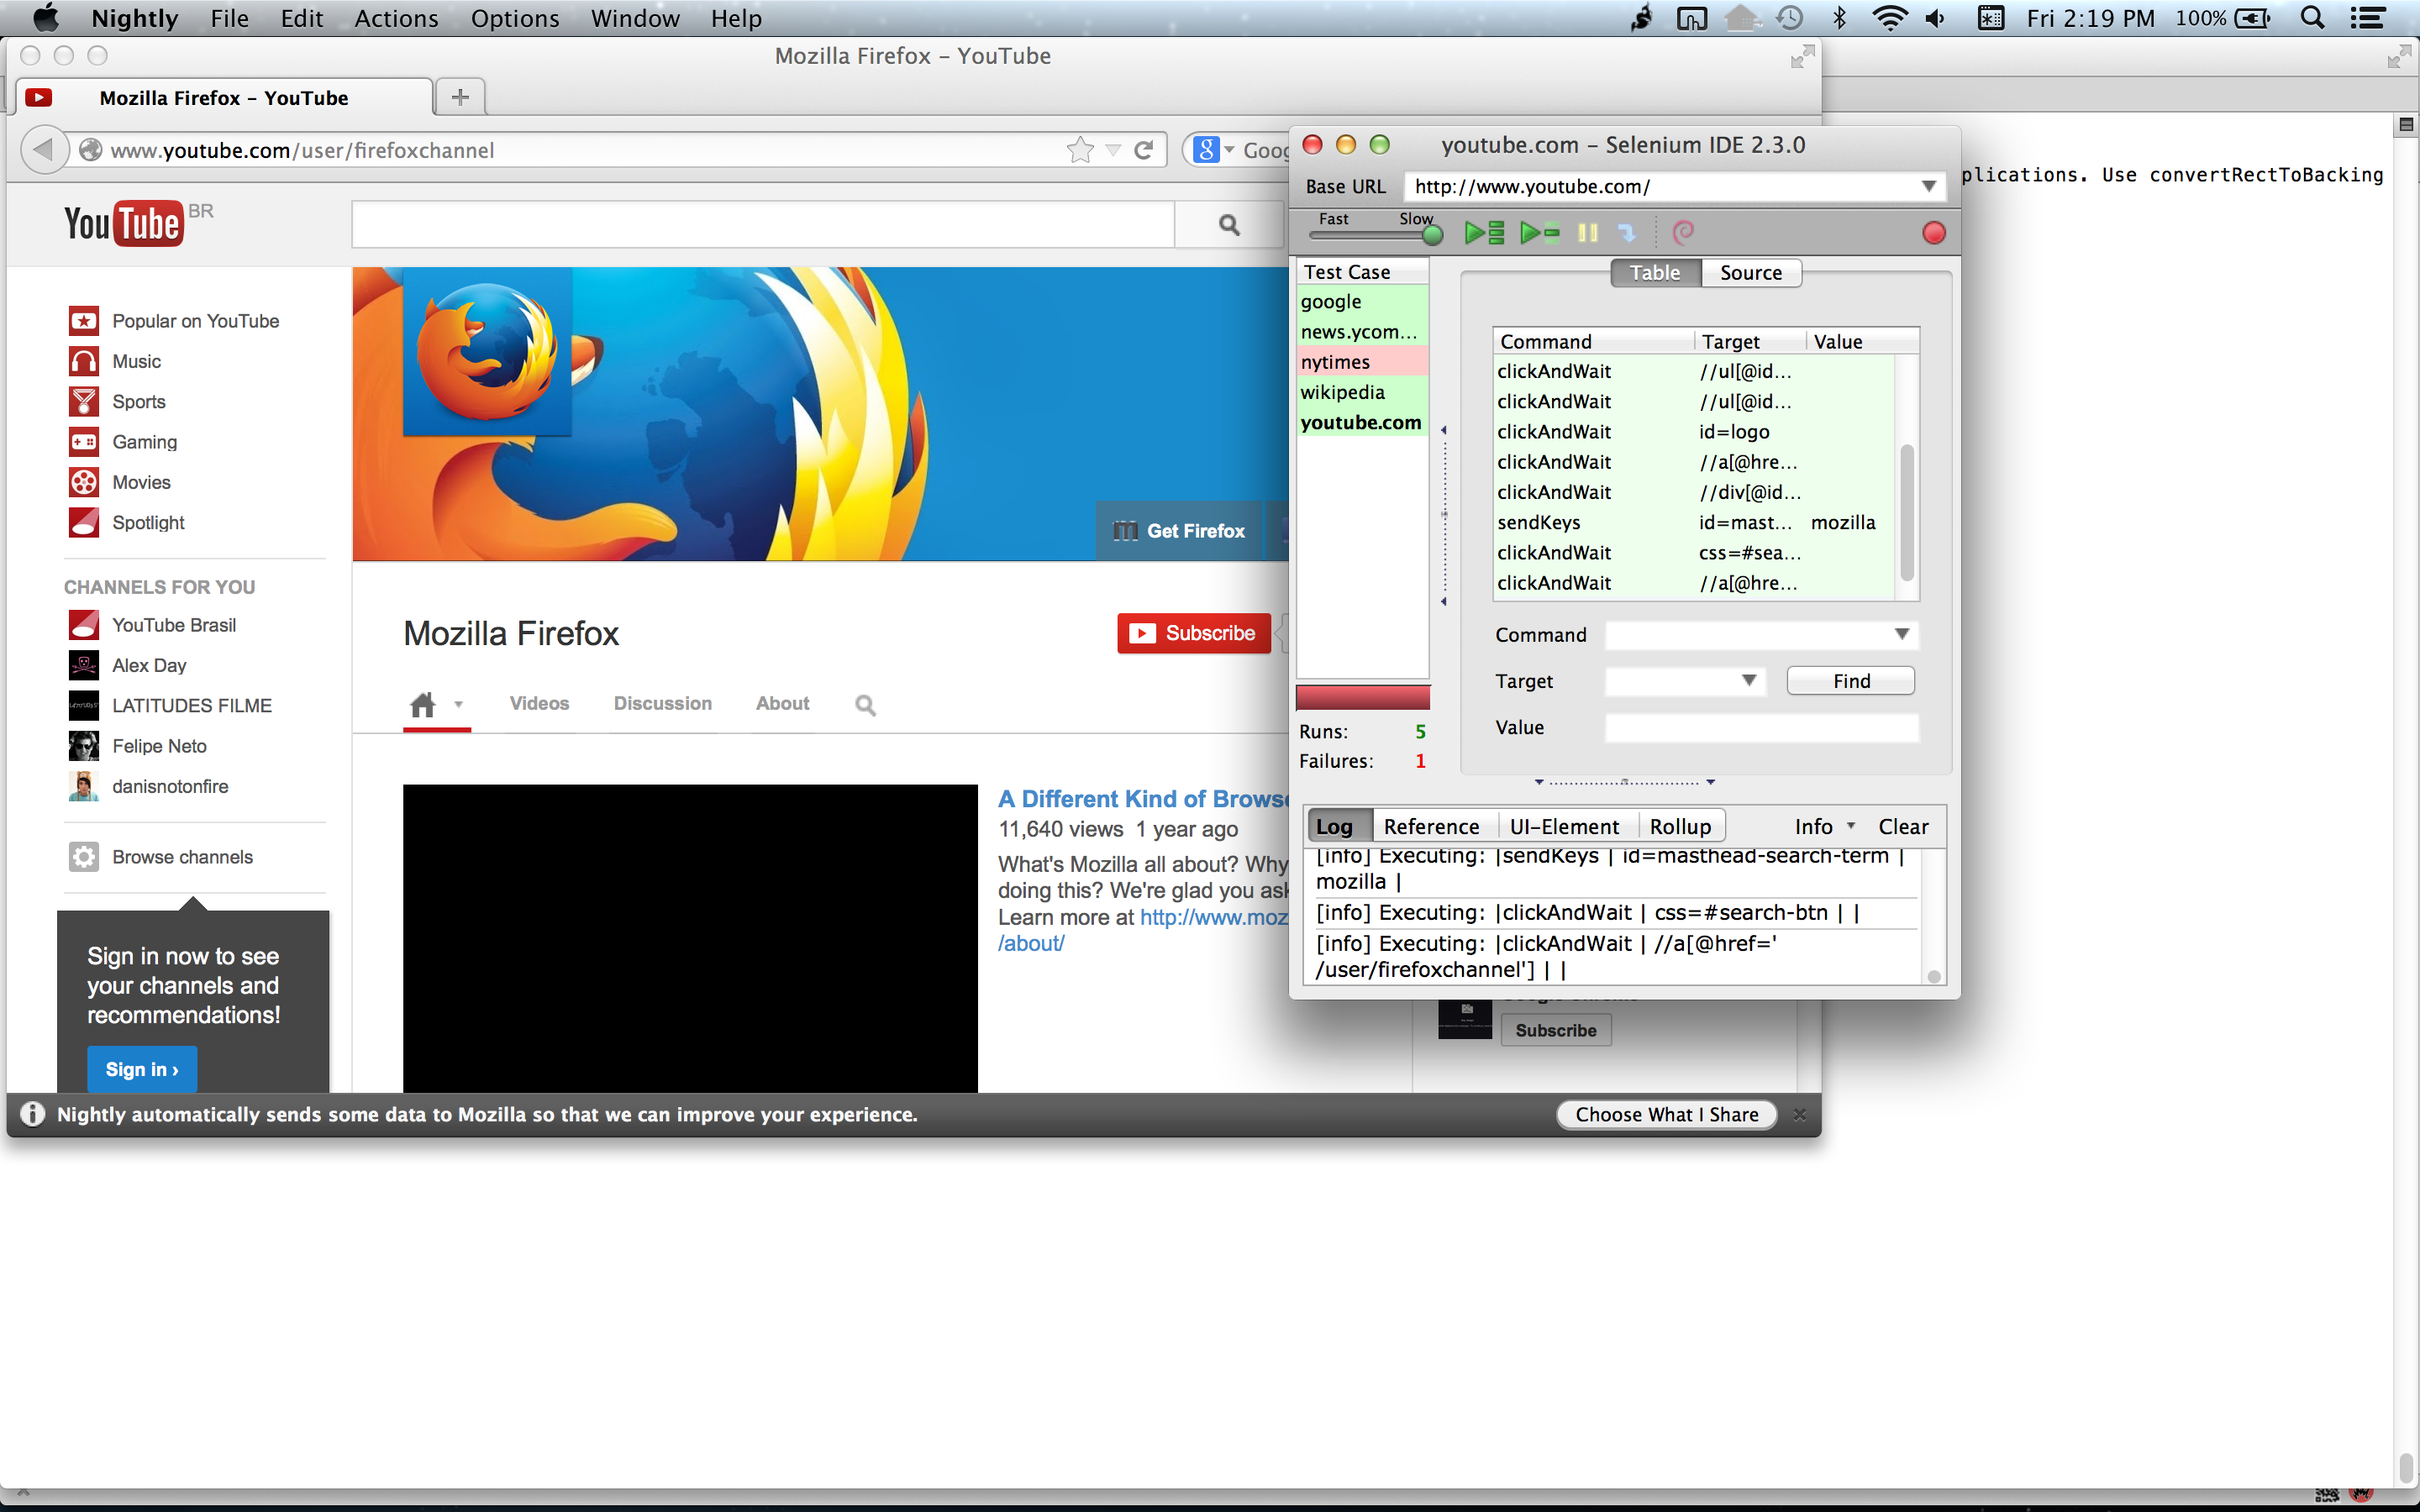 Nightly File Edit Actions Options Window Help
Fri 2:19 PM 100%
Mozilla Firefox – YouTube
Mozilla Firefox – YouTube
www.youtube.com/user/firefoxchannel
plications. Use convertRectToBacking
You Tube BR
Popular on YouTube
Music
Sports
Gaming
Movies
Spotlight
CHANNELS FOR YOU
YouTube Brasil
Alex Day
LATITUDES FILME
Felipe Neto
danisnotonfire
Browse channels
Sign in now to see
your channels and
recommendations!
Sign in ›
Get Firefox
Mozilla Firefox
Subscribe
Videos Discussion About
11,640 views 1 year ago
A Different Kind of
What's Mozilla all about? Why
doing this? We're glad you
Learn more at http://www.moz
/about/
Subscribe
Nightly automatically sends some data to Mozilla so that we can improve your experience.
Choose What I Share
youtube.com – Selenium IDE 2.3.0
Base URL http://www.youtube.com/
Fast Slow
Test Case
google
news.ycom...
nytimes
wikipedia
youtube.com
Runs: 5
Failures: 1
Table Source
Command Target Value
clickAndWait //ul[@id...
clickAndWait //ul[@id...
clickAndWait id=logo
clickAndWait //a[@hre...
clickAndWait //div[@id...
sendKeys id=mast... mozilla
clickAndWait css=#sea...
clickAndWait //a[@hre...
Command
Target Find
Value
Log Reference UI-Element Rollup Info Clear
[info] Executing: |sendKeys | id=masthead-search-term |
mozilla |
[info] Executing: |clickAndWait | css=#search-btn | |
[info] Executing: |clickAndWait | //a[@href='
/user/firefoxchannel'] | |